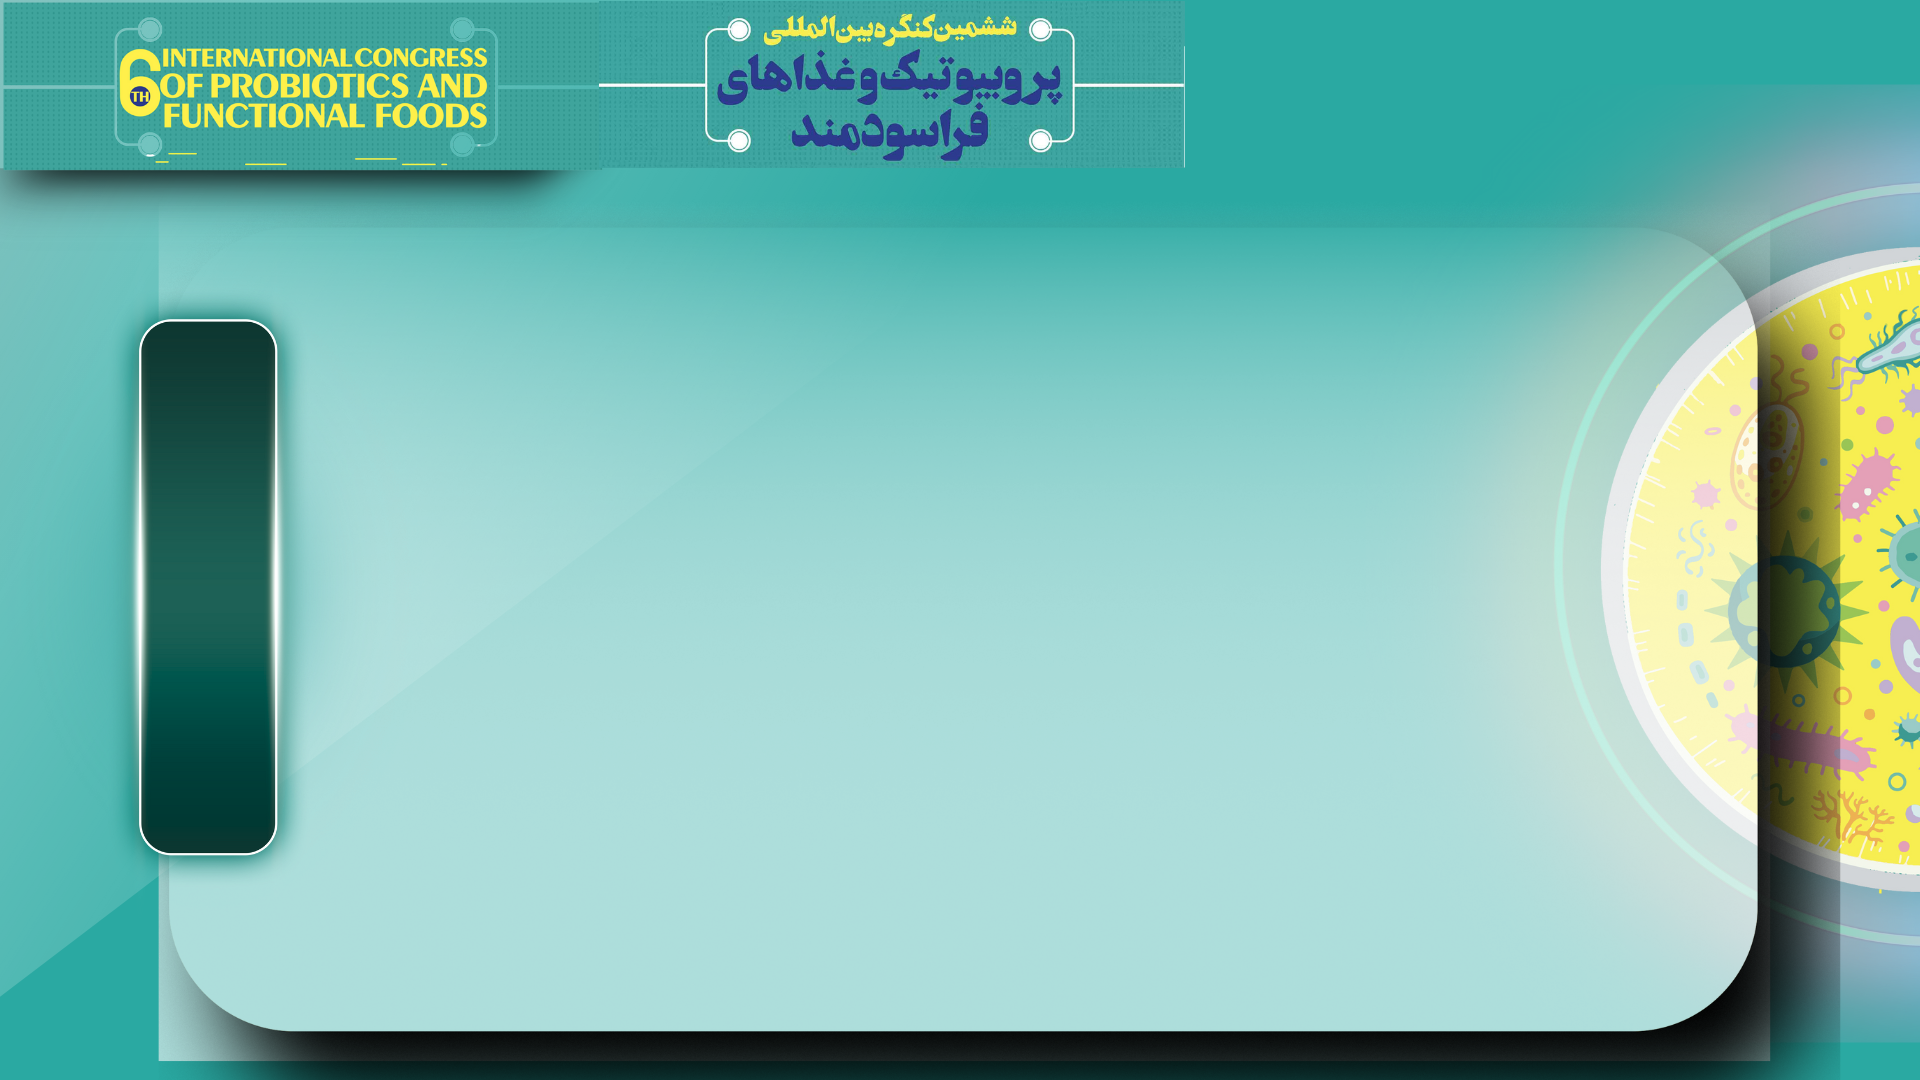 6TH INTERNATIONAL CONGRESS
OF PROBIOTICS AND
FUNCTIONAL FOODS
ششمین کنگره بین المللی
پروبیوتیک و غذاهای
فراسودمند